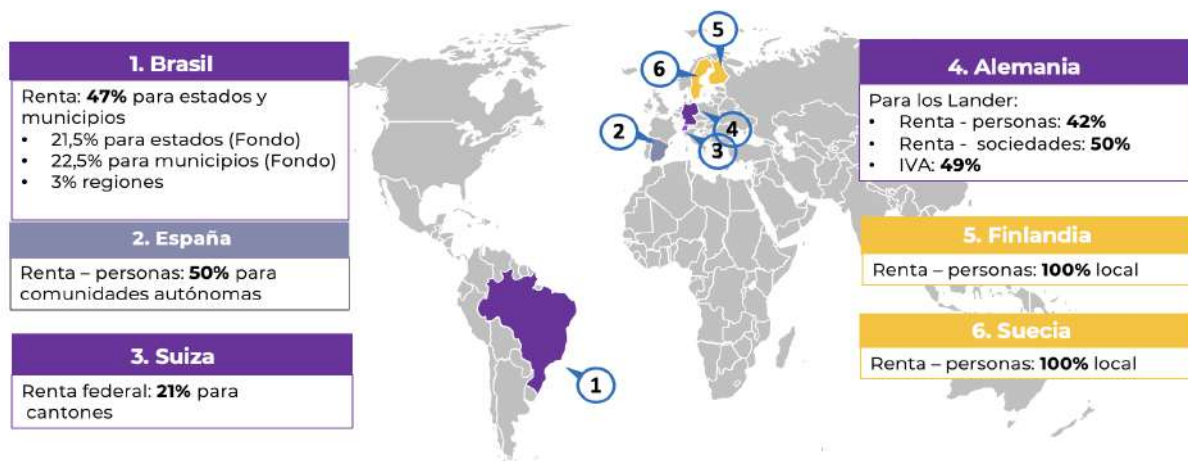 1. Brasil
Renta: 47% para estados y
municipios
• 21,5% para estados (Fondo)
• 22,5% para municipios (Fondo)
• 3% regiones
2. España
Renta – personas: 50% para
comunidades autónomas
3. Suiza
Renta federal: 21% para
cantones
5
6
2
4
3
1
4. Alemania
Para los Lander:
• Renta - personas: 42%
• Renta - sociedades: 50%
• IVA: 49%
5. Finlandia
Renta – personas: 100% local
6. Suecia
Renta – personas: 100% local